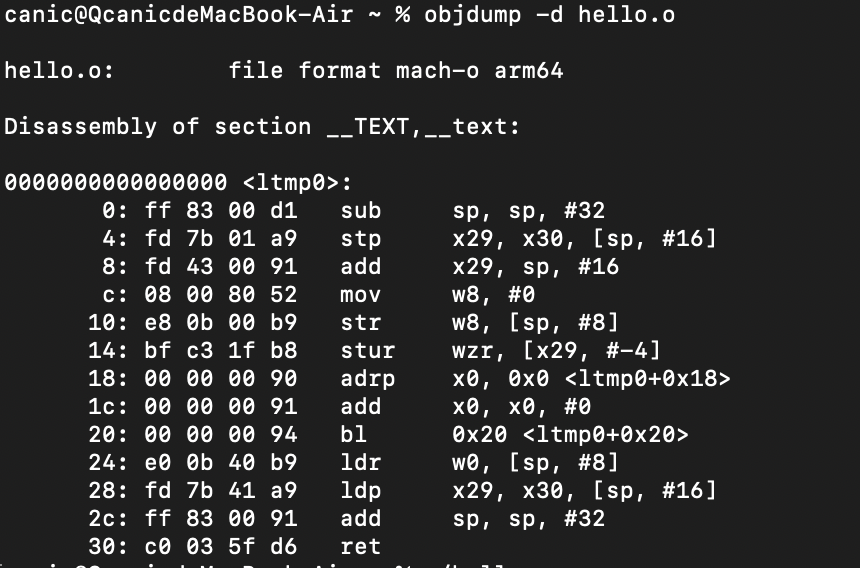 canic@QcanicdeMacBook-Air ~ % objdump -d hello.o
hello.o:        file format mach-o arm64
Disassembly of section __TEXT,__text:
0000000000000000 <ltmp0>:
0: ff 83 00 d1   sub     sp, sp, #32
4: fd 7b 01 a9   stp     x29, x30, [sp, #16]
8: fd 43 00 91   add     x29, sp, #16
c: 08 00 80 52   mov     w8, #0
10: e8 0b 00 b9   str     w8, [sp, #8]
14: bf c3 1f b8   stur    wzr, [x29, #-4]
18: 00 00 00 90   adrp    x0, 0x0 <ltmp0+0x18>
1c: 00 00 00 91   add     x0, x0, #0
20: 00 00 00 94   bl      0x20 <ltmp0+0x20>
24: e0 0b 40 b9   ldr     w0, [sp, #8]
28: fd 7b 41 a9   ldp     x29, x30, [sp, #16]
2c: ff 83 00 91   add     sp, sp, #32
30: c0 03 5f d6   ret